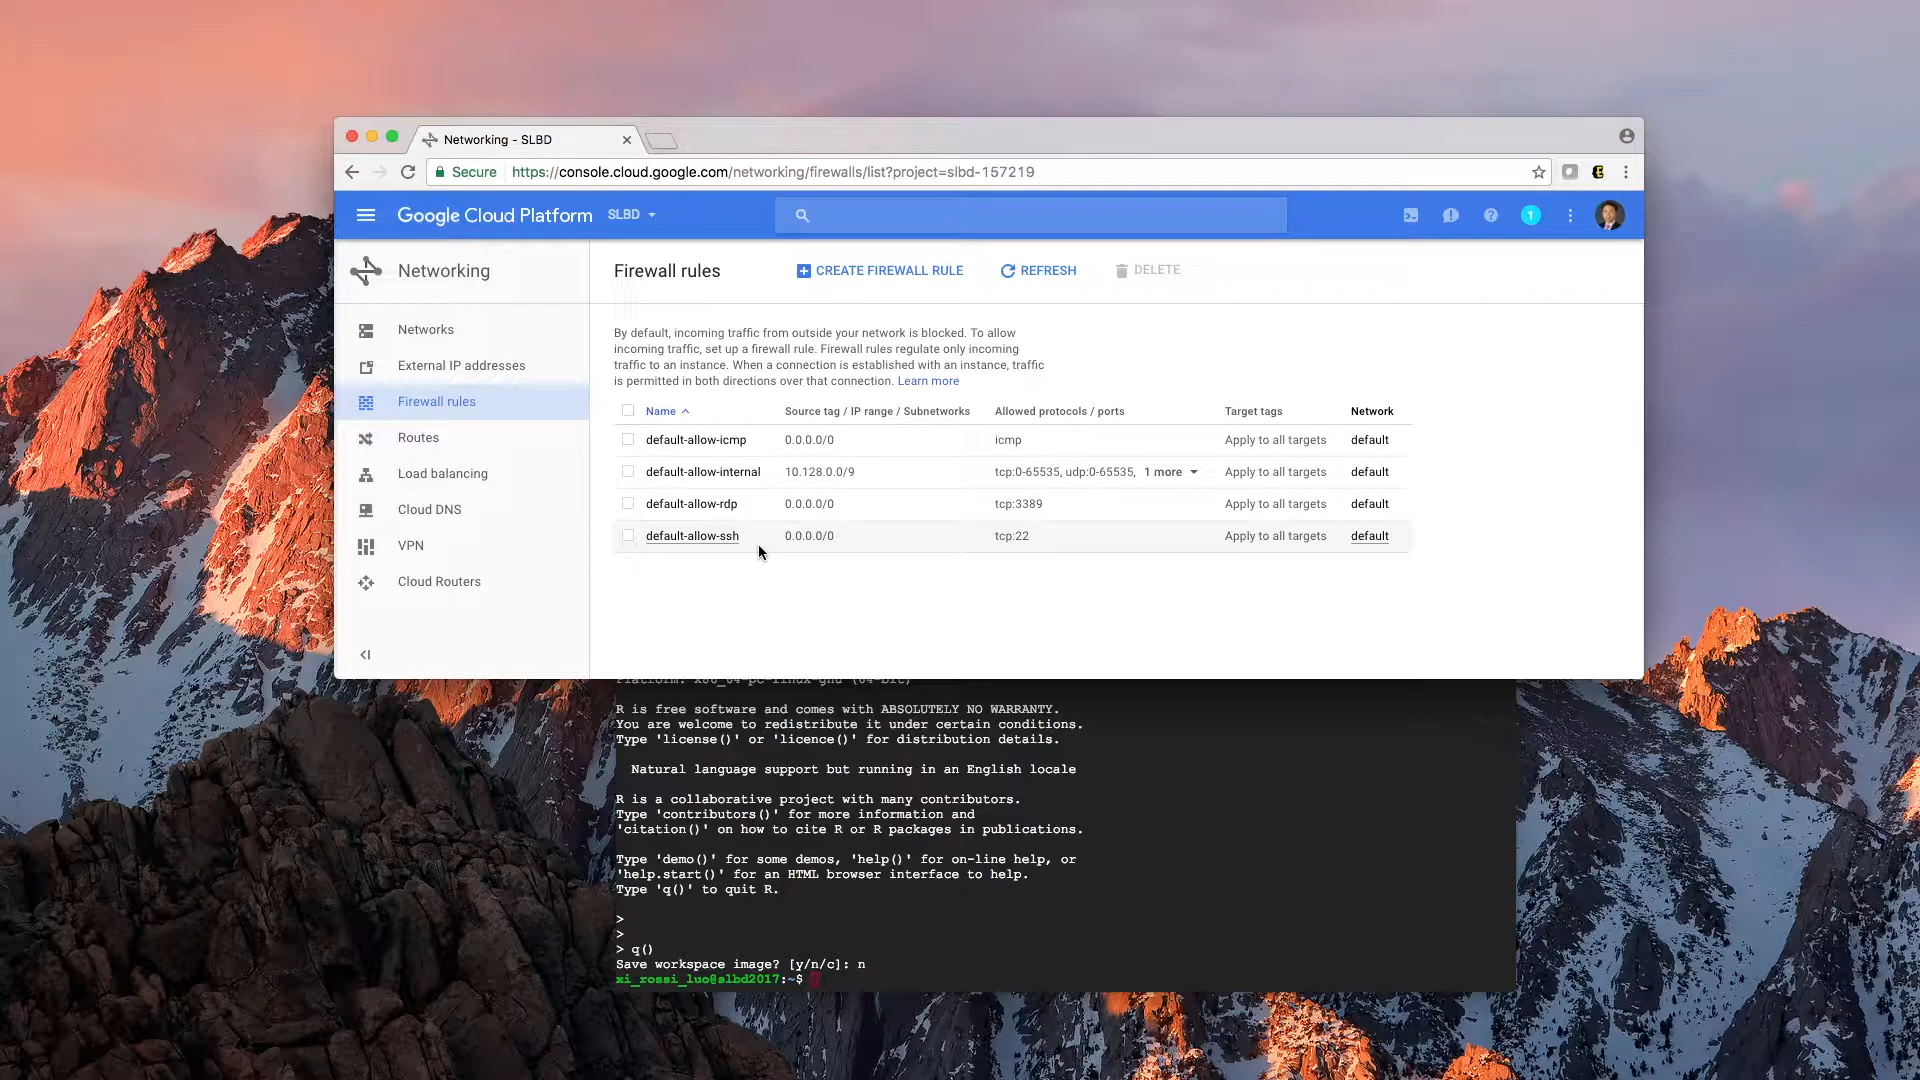 Networking - SLBD
Secure https://console.cloud.google.com/networking/firewalls/list?project=slbd-157219
Google Cloud Platform SLBD 1
Networking
Firewall rules CREATE FIREWALL RULE REFRESH DELETE
Networks
External IP addresses
Firewall rules
Routes
Load balancing
Cloud DNS
VPN
Cloud Routers
By default, incoming traffic from outside your network is blocked. To allow
incoming traffic, set up a firewall rule. Firewall rules regulate only incoming
traffic to an instance. When a connection is established with an instance, traffic
is permitted in both directions over that connection. Learn more
Name Source tag / IP range / Subnetworks Allowed protocols / ports Target tags Network
default-allow-icmp 0.0.0.0/0 icmp Apply to all targets default
default-allow-internal 10.128.0.0/9 tcp:0-65535, udp:0-65535, 1 more Apply to all targets default
default-allow-rdp 0.0.0.0/0 tcp:3389 Apply to all targets default
default-allow-ssh 0.0.0.0/0 tcp:22 Apply to all targets default
Platform: x86_64-pc-linux-gnu (64-bit)
R is free software and comes with ABSOLUTELY NO WARRANTY.
You are welcome to redistribute it under certain conditions.
Type 'license()' or 'licence()' for distribution details.
Natural language support but running in an English locale
R is a collaborative project with many contributors.
Type 'contributors()' for more information and
'citation()' on how to cite R or R packages in publications.
Type 'demo()' for some demos, 'help()' for on-line help, or
'help.start()' for an HTML browser interface to help.
Type 'q()' to quit R.
>
>
> q()
Save workspace image? [y/n/c]: n
xi_rossi_luo@slbd2017:~$